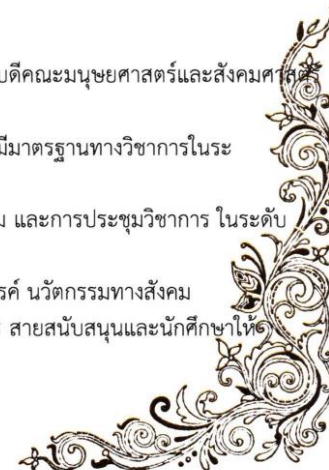 บดีคณะมนุษยศาสตร์และสังคมศาสตร์
มีมาตรฐานทางวิชาการในระ
ม และการประชุมวิชาการ ในระดับ
รค์ นวัตกรรมทางสังคม
สายสนับสนุนและนักศึกษาให้